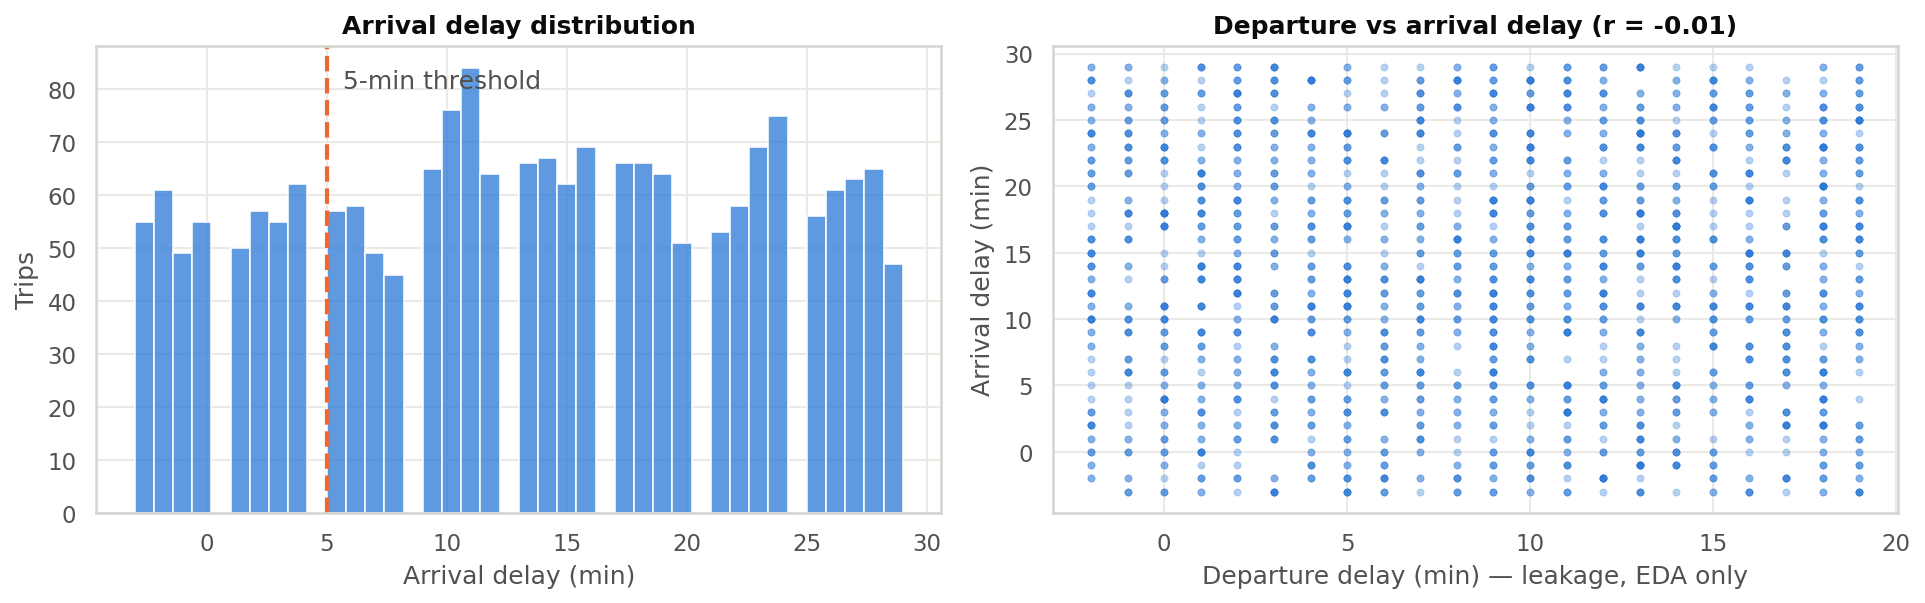 Arrival delay distribution
5-min threshold
Trips
80
70
60
50
40
30
20
10
0
0 5 10 15 20 25 30
Arrival delay (min)
Departure vs arrival delay (r = -0.01)
Arrival delay (min)
30
25
20
15
10
5
0
0 5 10 15 20
Departure delay (min) — leakage, EDA only